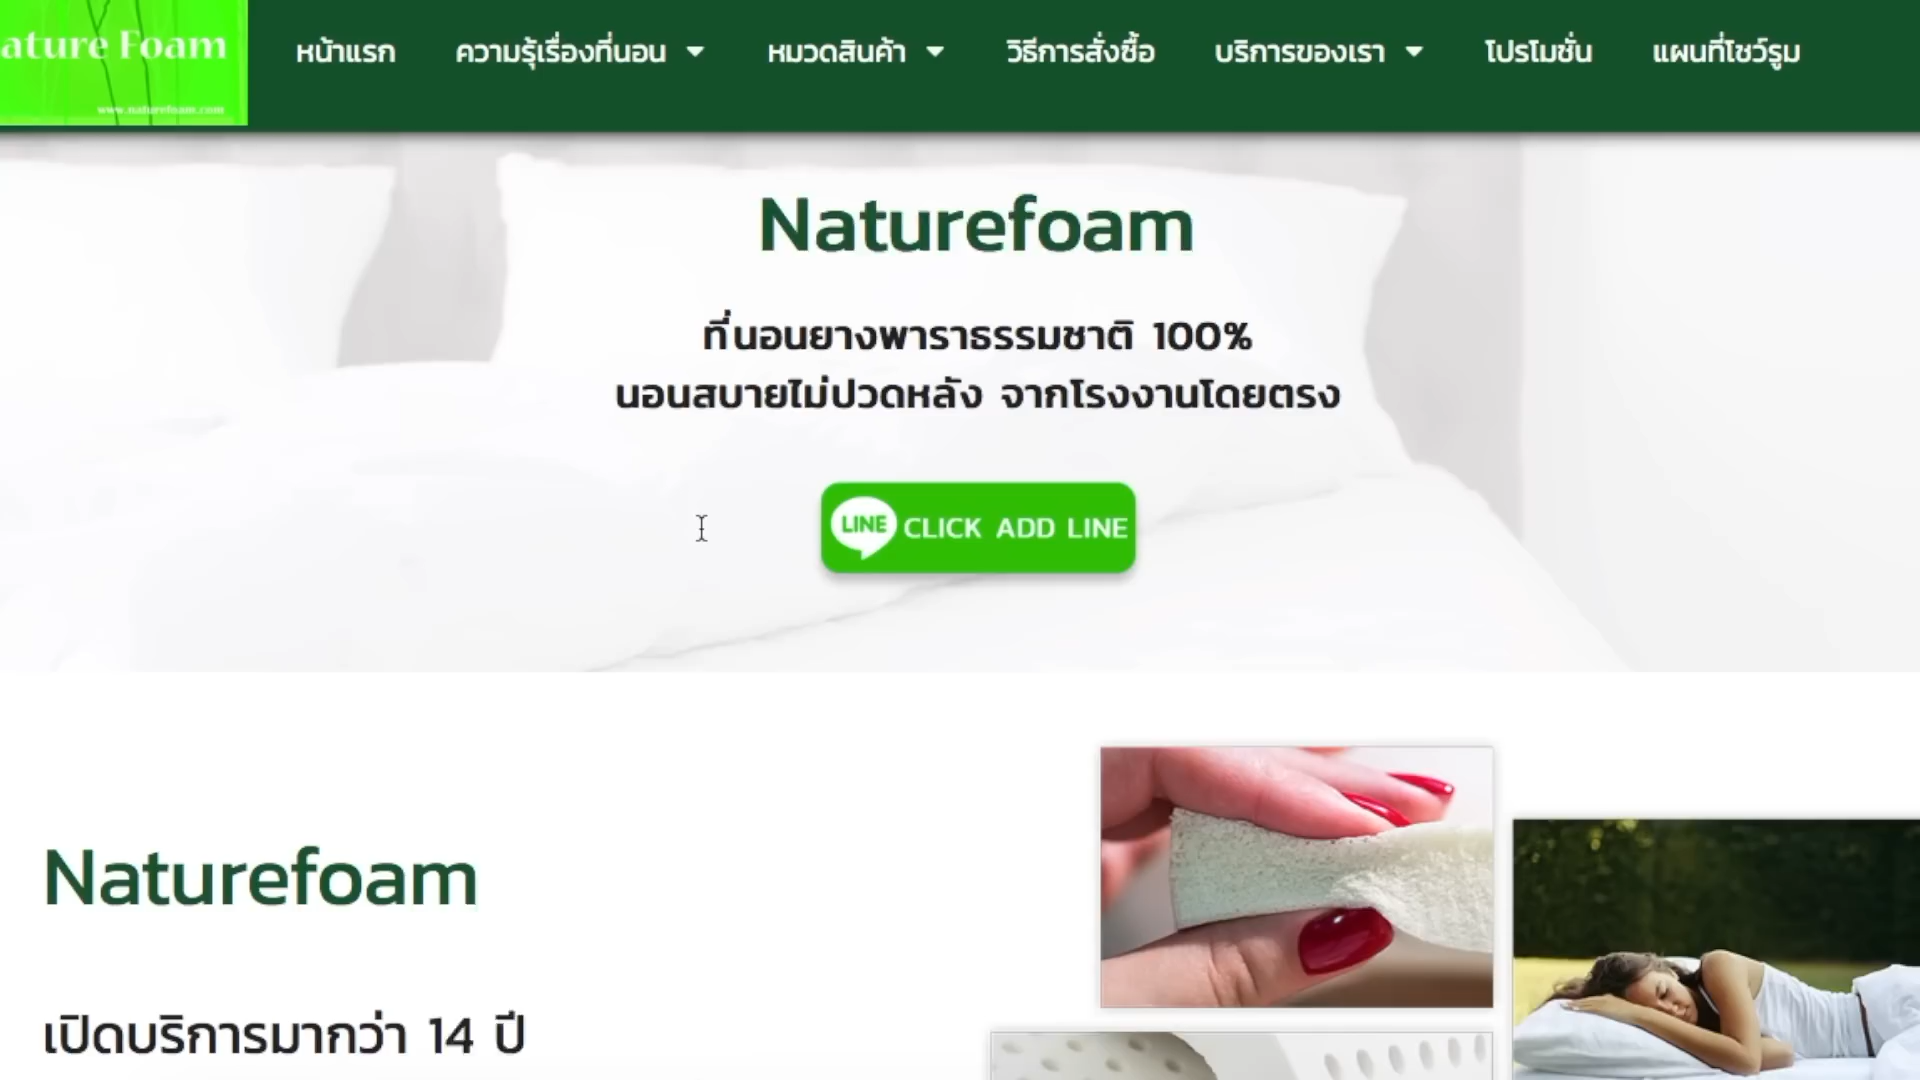 ature Foam
www.naturefoam.com
หน้าแรก
ความรู้เรื่องที่นอน
หมวดสินค้า
วิธีการสั่งซื้อ
บริการของเรา
โปรโมชั่น
แผนที่โชว์รูม
Naturefoam
ที่นอนยางพาราธรรมชาติ 100%
นอนสบายไม่ปวดหลัง จากโรงงานโดยตรง
LINE CLICK ADD LINE
Naturefoam
เปิดบริการมากว่า 14 ปี